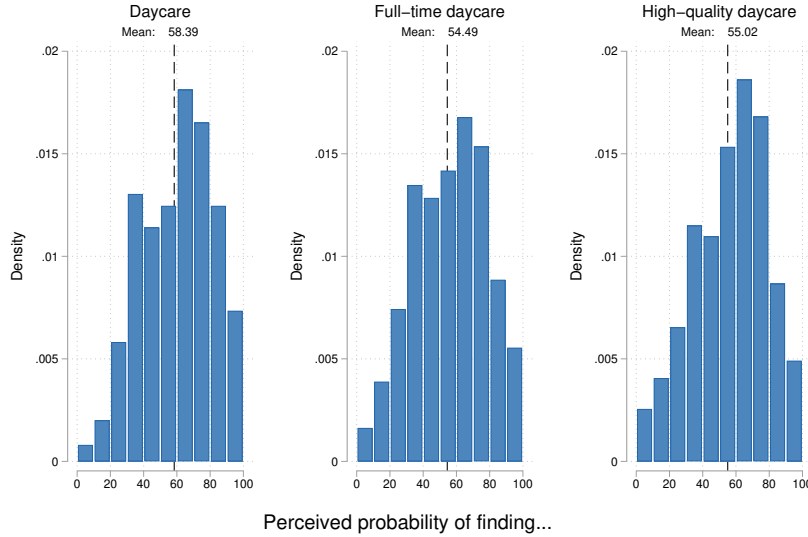 Daycare
Mean: 58.39
.02
.015
.01
.005
0
Density
0 20 40 60 80 100
Full−time daycare
Mean: 54.49
.02
.015
.01
.005
0
Density
0 20 40 60 80 100
High−quality daycare
Mean: 55.02
.02
.015
.01
.005
0
Density
0 20 40 60 80 100
Perceived probability of finding...